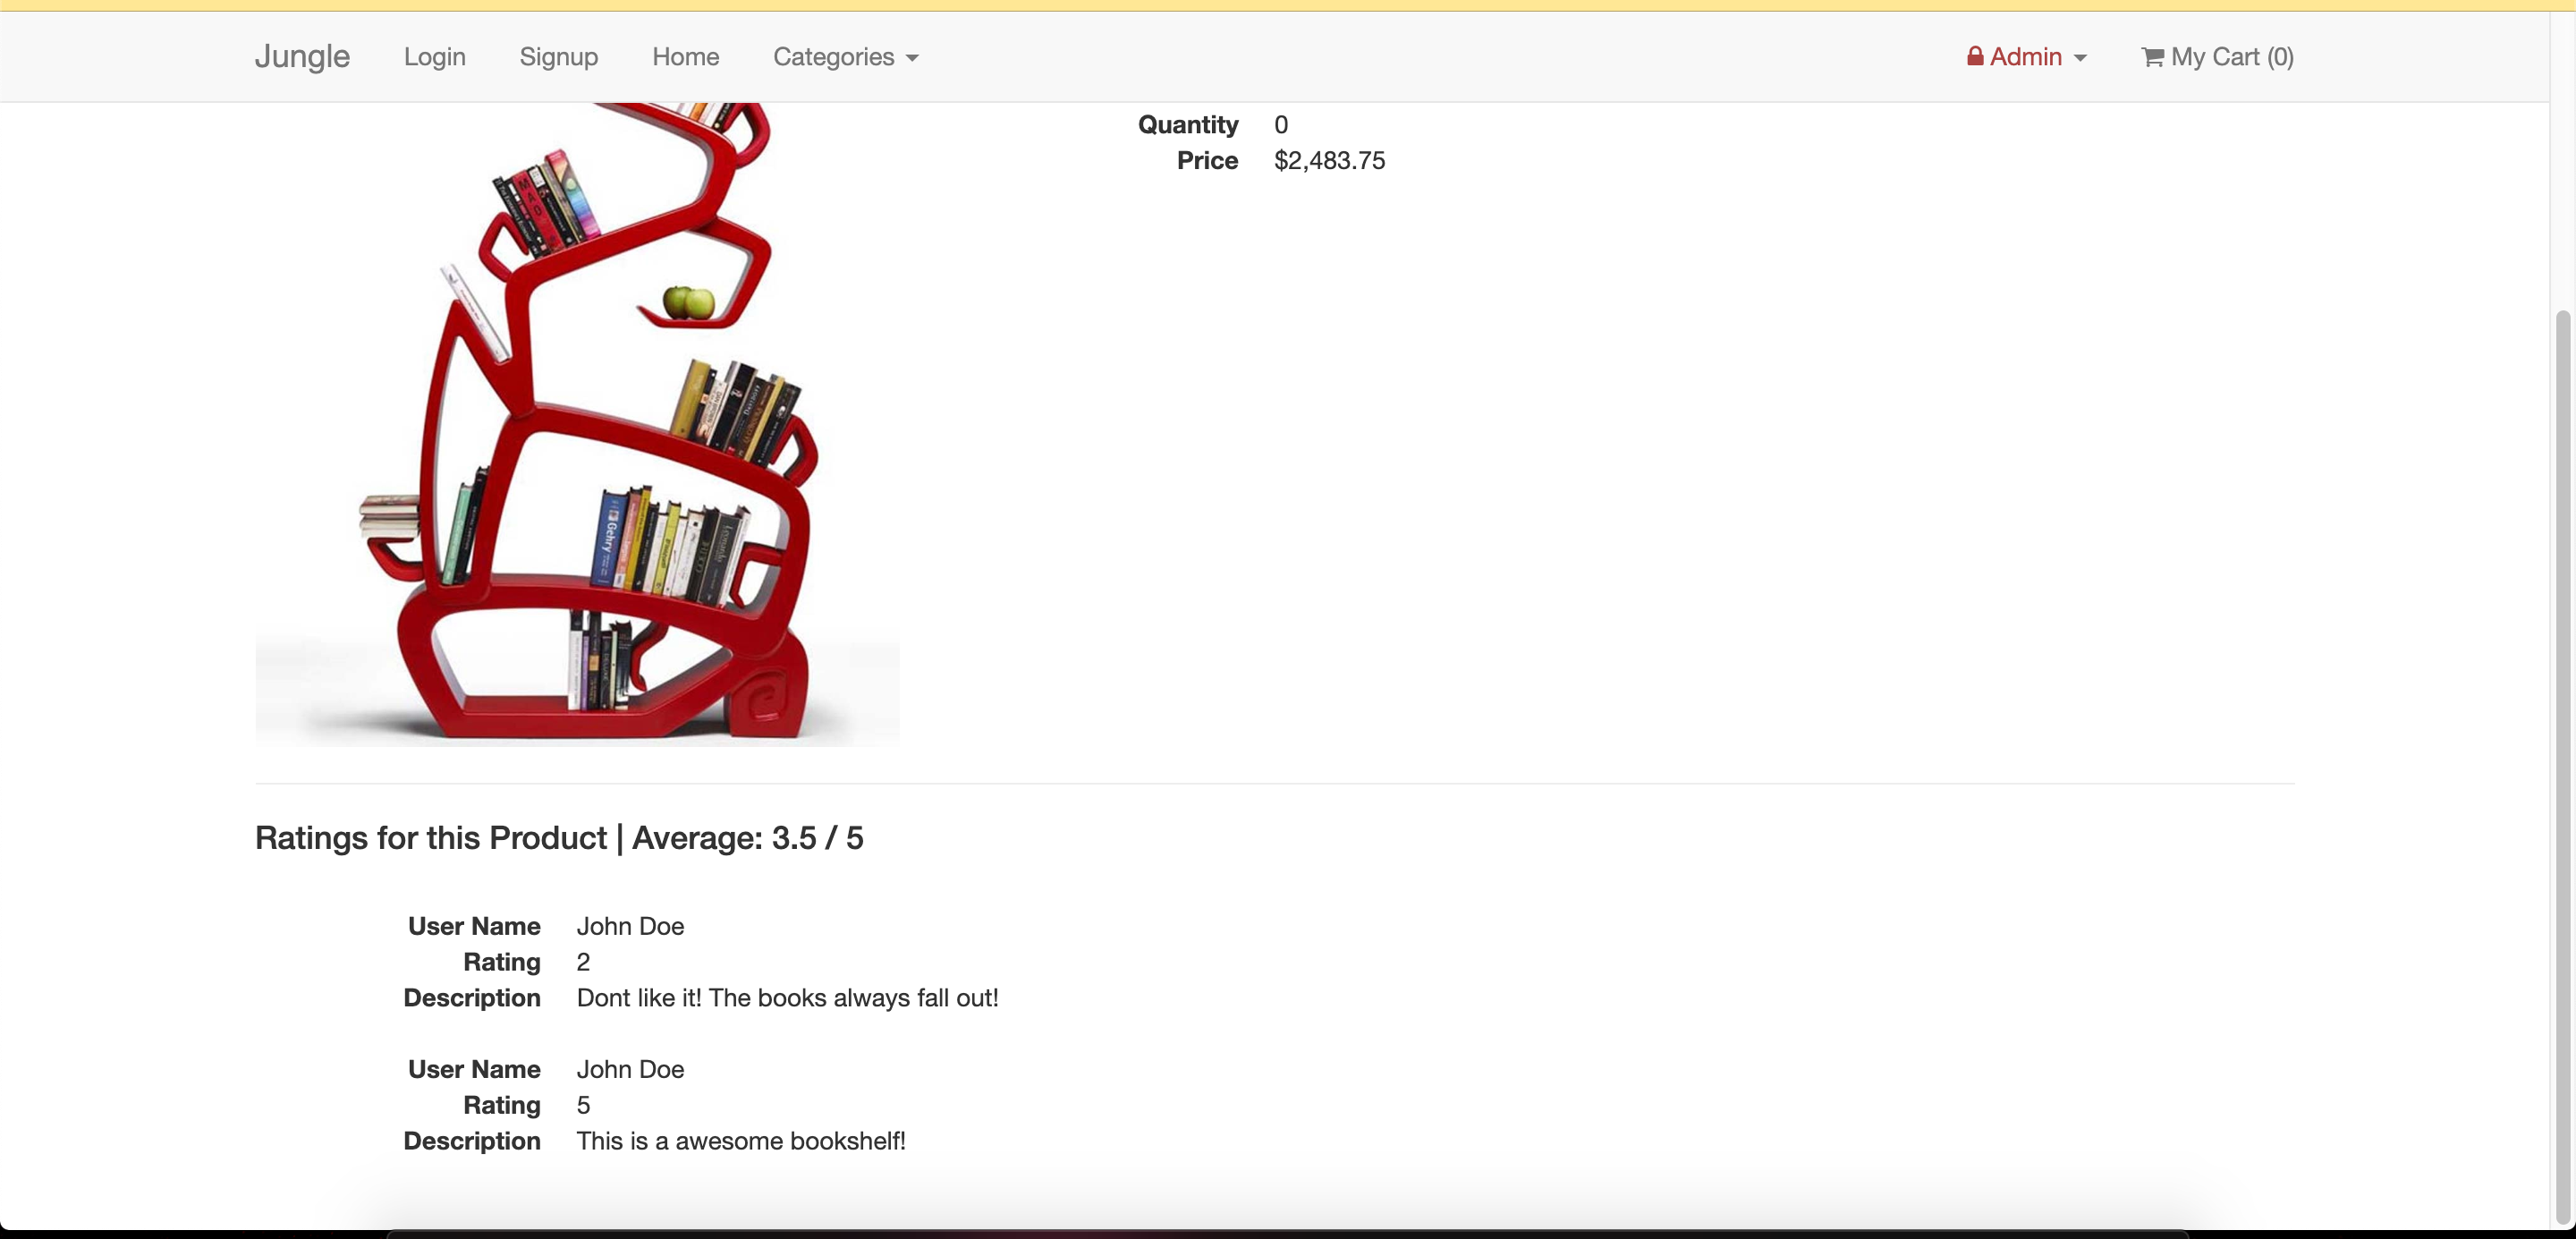 Jungle Login Signup Home Categories Admin My Cart (0)
Quantity 0
Price $2,483.75
MAD
Gehry
Ratings for this Product | Average: 3.5 / 5
User Name John Doe
Rating 2
Description Dont like it! The books always fall out!
User Name John Doe
Rating 5
Description This is a awesome bookshelf!